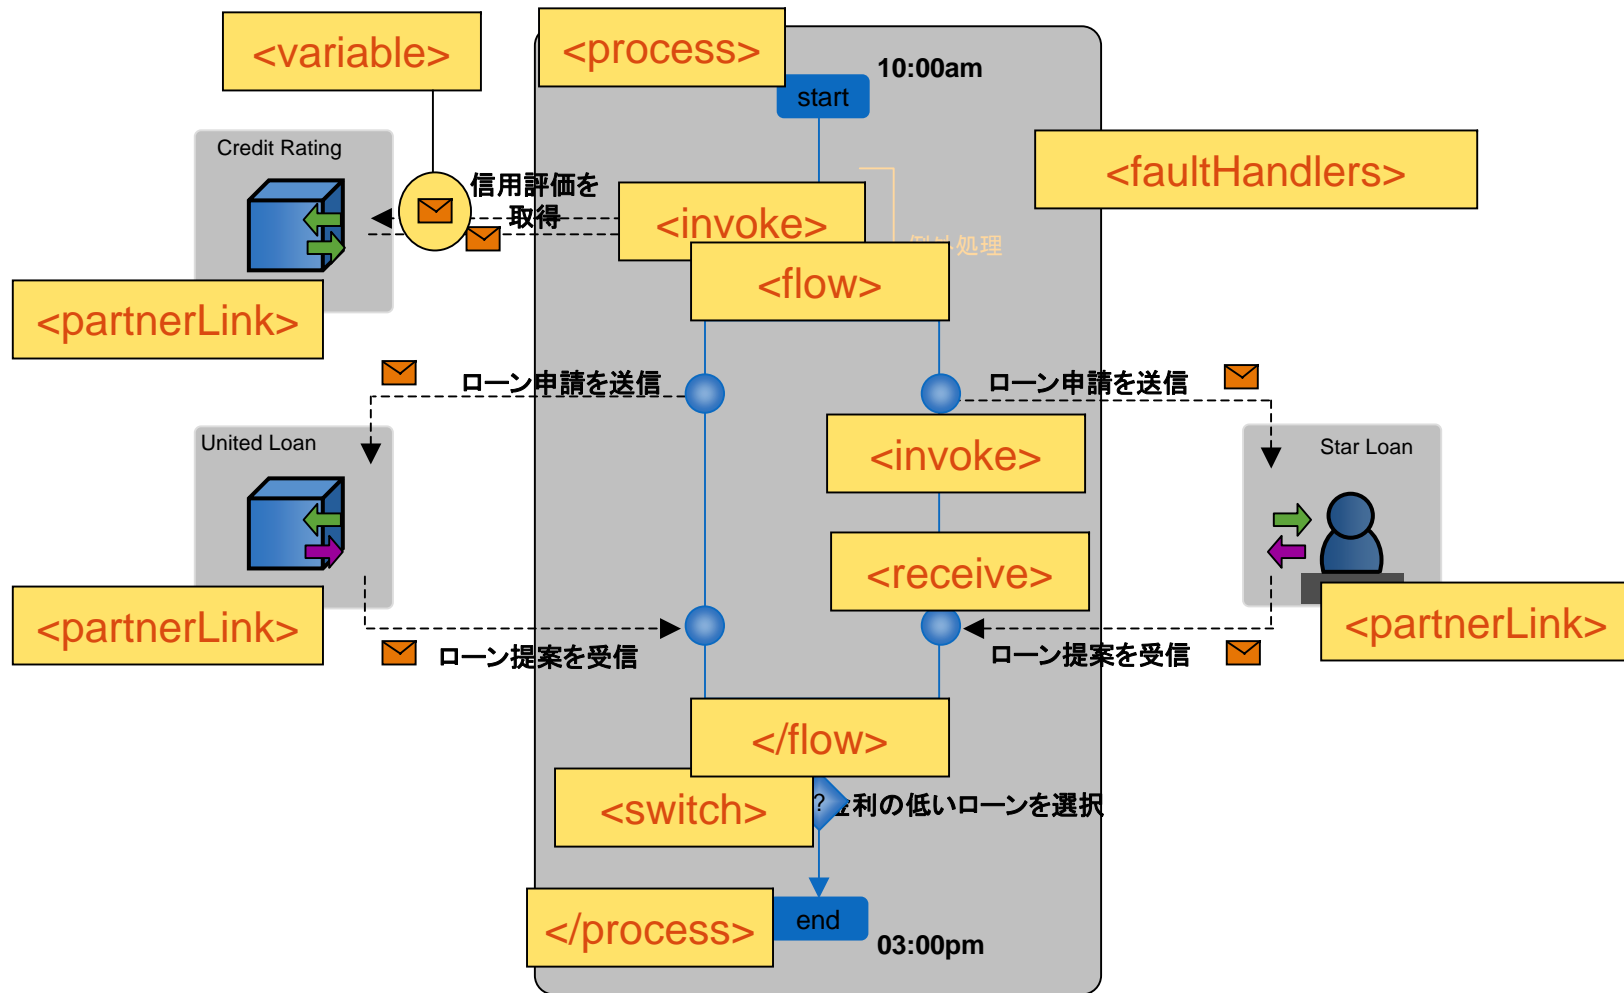 <variable>
<process>
10:00am
start
Credit Rating
<faultHandlers>
信用評価を
取得
<invoke>
処理
<flow>
<partnerLink>
ローン申請を送信
ローン申請を送信
United Loan
<invoke>
Star Loan
<receive>
<partnerLink>
<partnerLink>
ローン提案を受信
ローン提案を受信
</flow>
<switch>
?
利の低いローンを選択
</process>
end
03:00pm